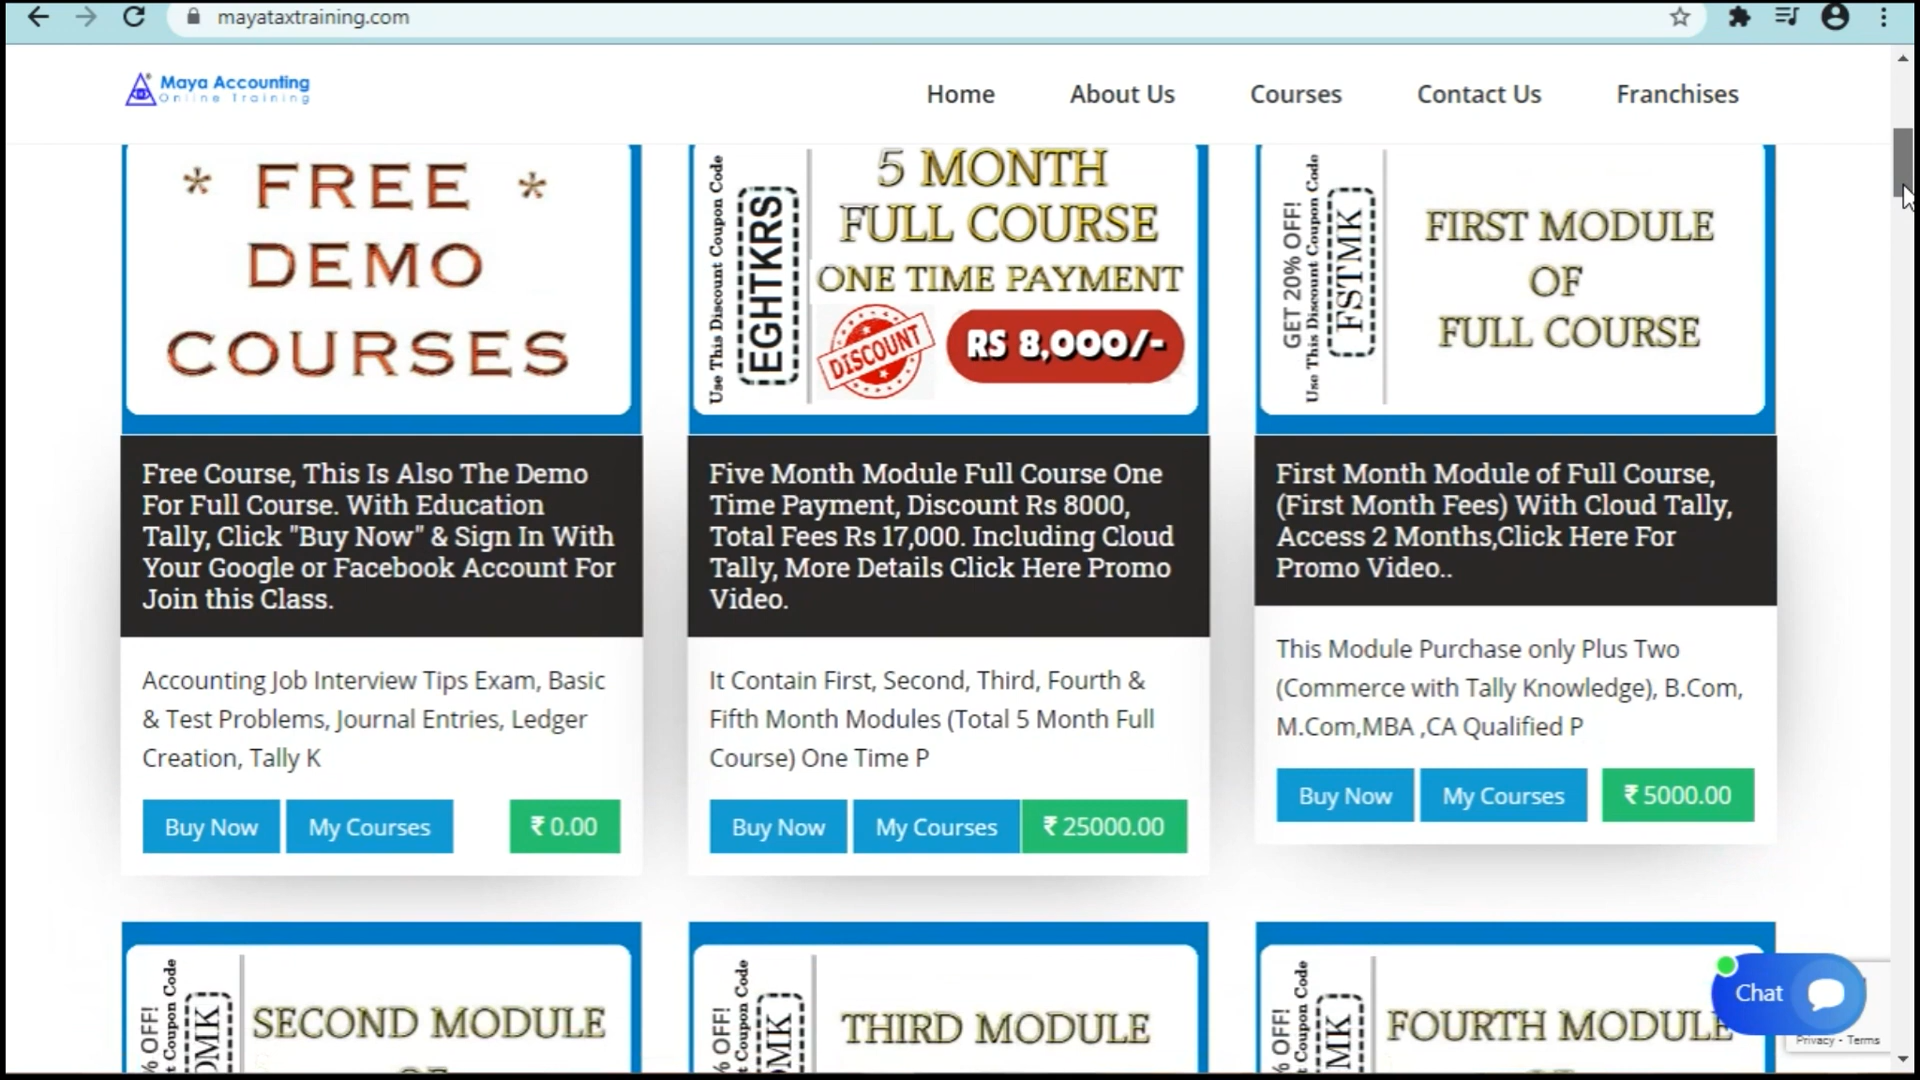 mayataxtraining.com
Maya Accounting
Online Training
Home
About Us
Courses
Contact Us
Franchises
* FREE *
DEMO
COURSES
Use This Discount Coupon Code
EGHTKRS
5 MONTH
FULL COURSE
ONE TIME PAYMENT
DISCOUNT
RS 8,000/-
GET 20% OFF!
Use This Discount Coupon Code
FSTMK
FIRST MODULE
OF
FULL COURSE
Free Course, This Is Also The Demo
For Full Course. With Education
Tally, Click "Buy Now" & Sign In With
Your Google or Facebook Account For
Join this Class.
Accounting Job Interview Tips Exam, Basic
& Test Problems, Journal Entries, Ledger
Creation, Tally K
Buy Now
My Courses
₹ 0.00
Five Month Module Full Course One
Time Payment, Discount Rs 8000,
Total Fees Rs 17,000. Including Cloud
Tally, More Details Click Here Promo
Video.
It Contain First, Second, Third, Fourth &
Fifth Month Modules (Total 5 Month Full
Course) One Time P
Buy Now
My Courses
₹ 25000.00
First Month Module of Full Course,
(First Month Fees) With Cloud Tally,
Access 2 Months,Click Here For
Promo Video..
This Module Purchase only Plus Two
(Commerce with Tally Knowledge), B.Com,
M.Com,MBA ,CA Qualified P
Buy Now
My Courses
₹ 5000.00
% OFF!
t Coupon Code
SECOND MODULE
% OFF!
t Coupon Code
THIRD MODULE
% OFF!
t Coupon Code
FOURTH MODULE
Chat
Privacy - Terms